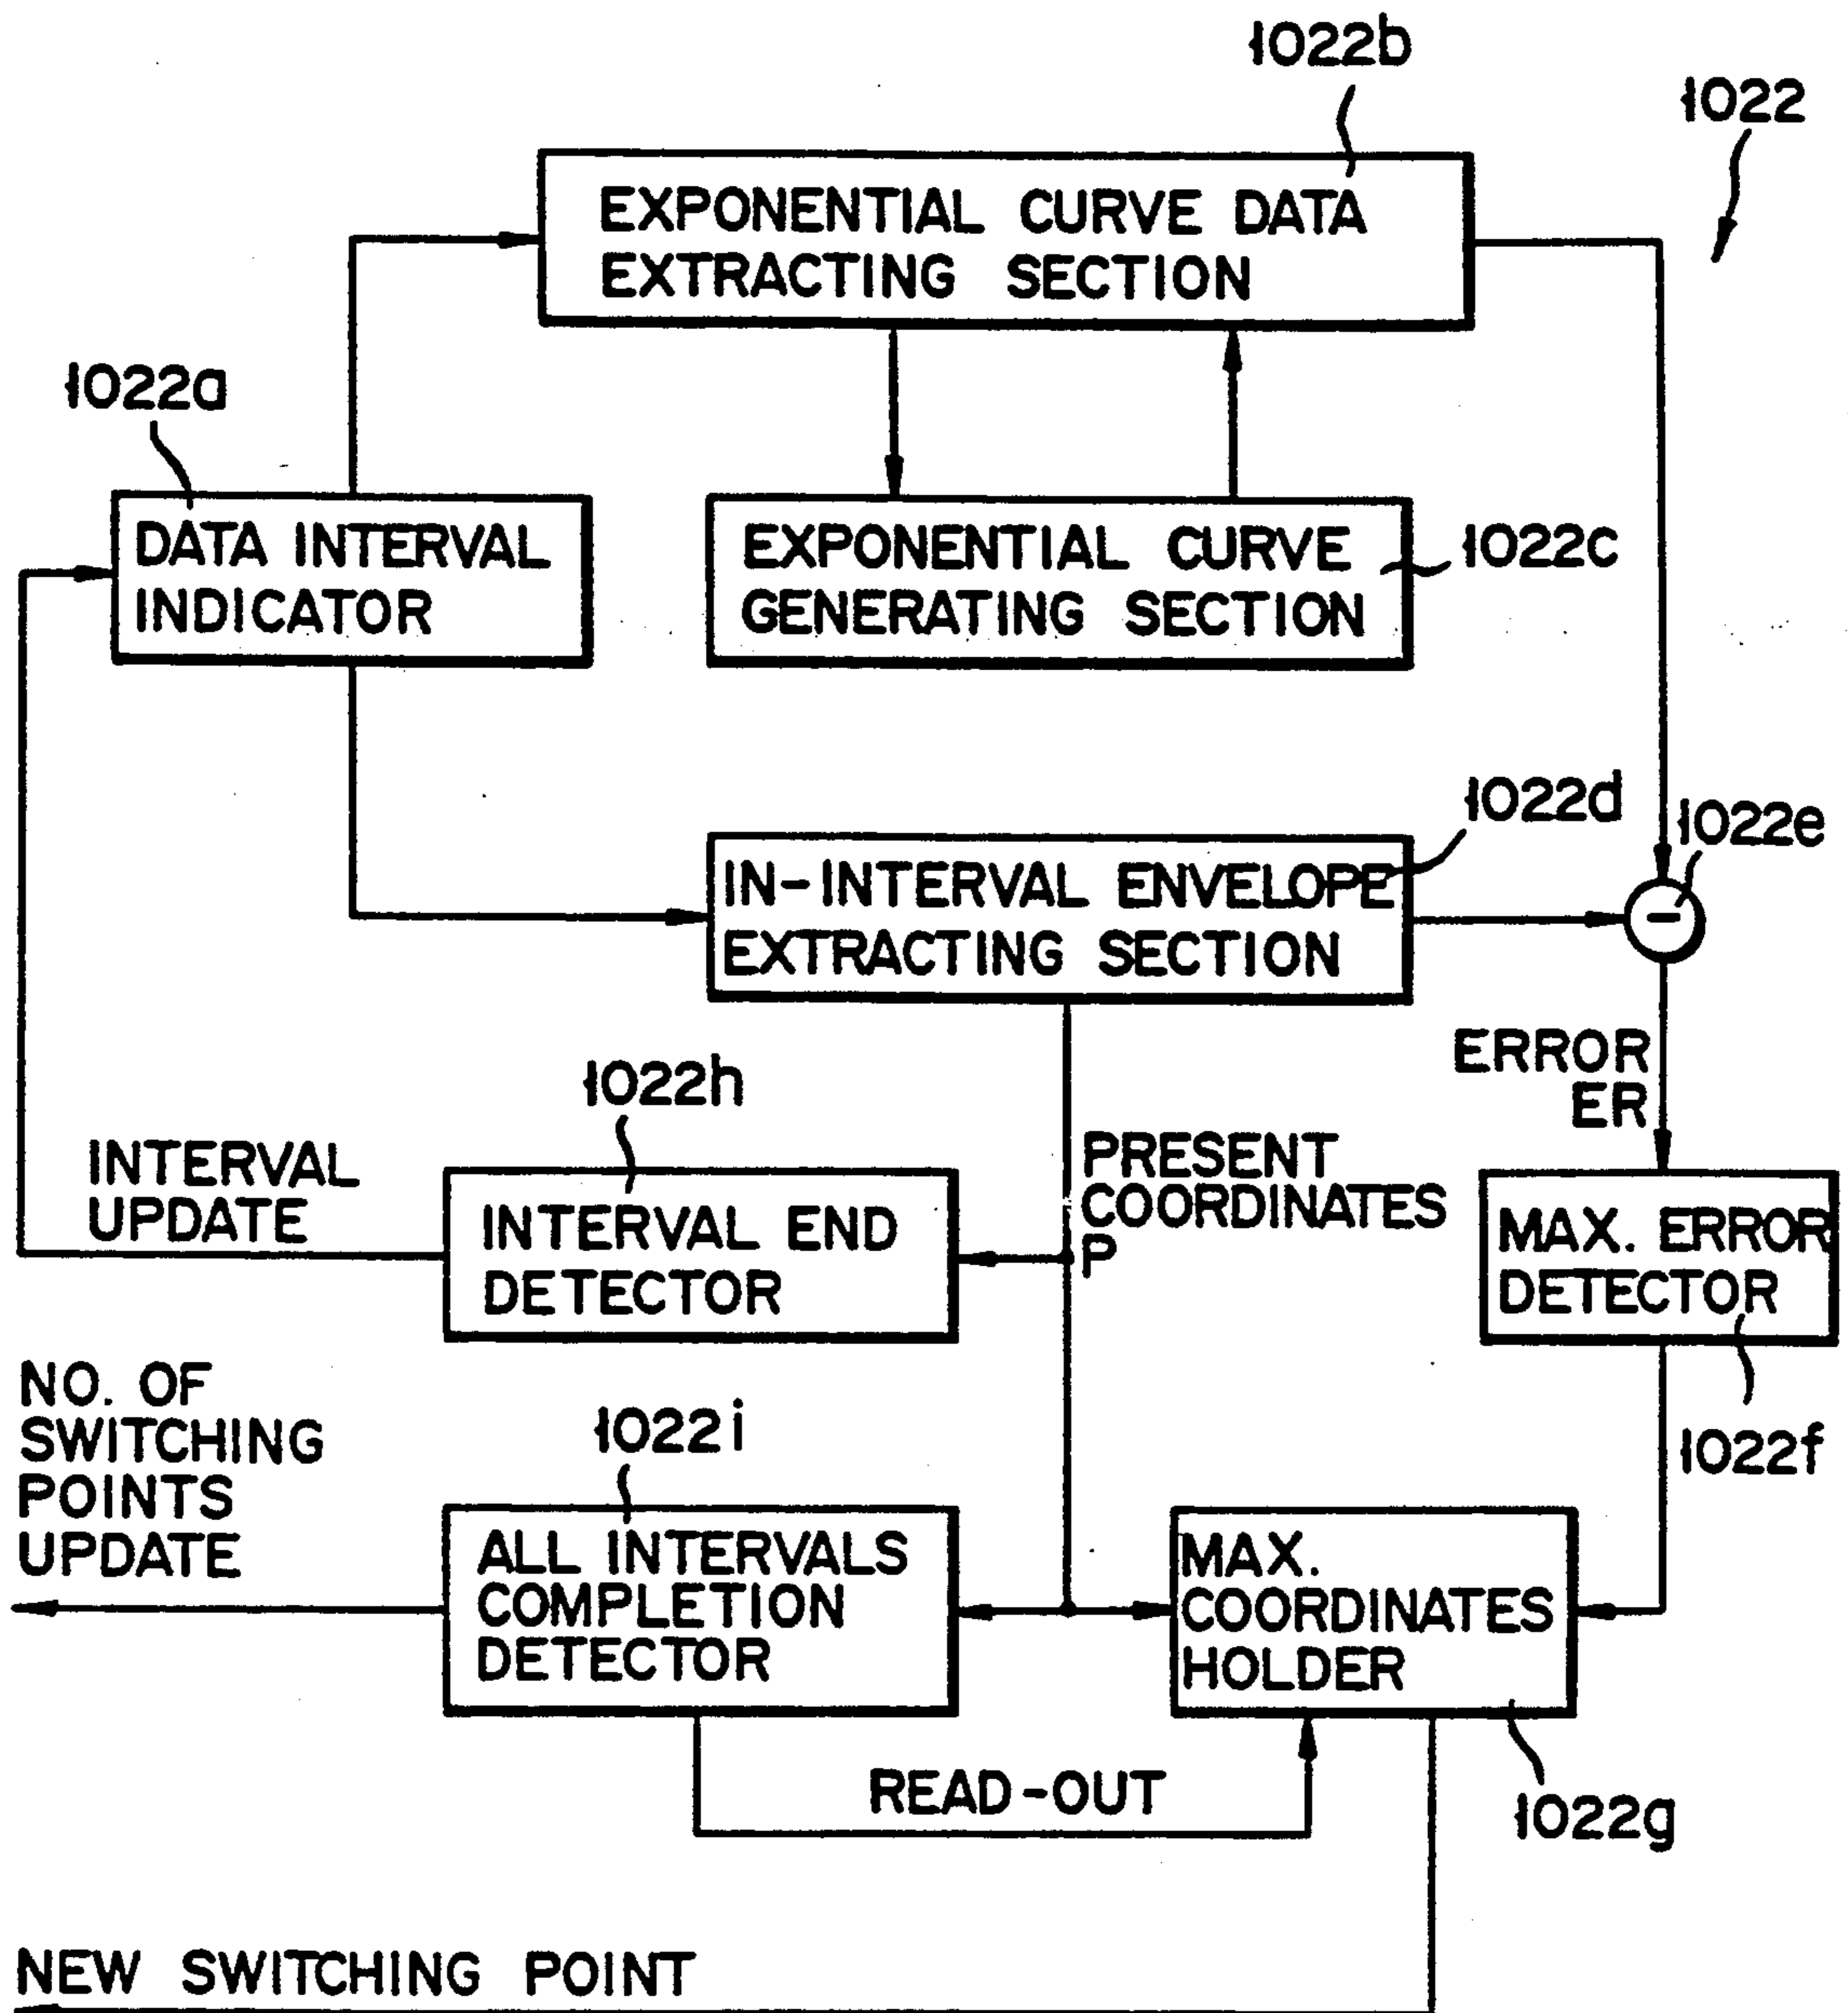 1022b
1022
EXPONENTIAL CURVE DATA
EXTRACTING SECTION
1022a
DATA INTERVAL
INDICATOR
EXPONENTIAL CURVE
GENERATING SECTION
1022c
1022d
1022e
IN-INTERVAL ENVELOPE
EXTRACTING SECTION
−
ERROR
ER
1022h
INTERVAL
UPDATE
PRESENT
COORDINATES
P
INTERVAL END
DETECTOR
MAX. ERROR
DETECTOR
NO. OF
SWITCHING
POINTS
UPDATE
1022i
1022f
ALL INTERVALS
COMPLETION
DETECTOR
MAX.
COORDINATES
HOLDER
READ-OUT
1022g
NEW SWITCHING POINT